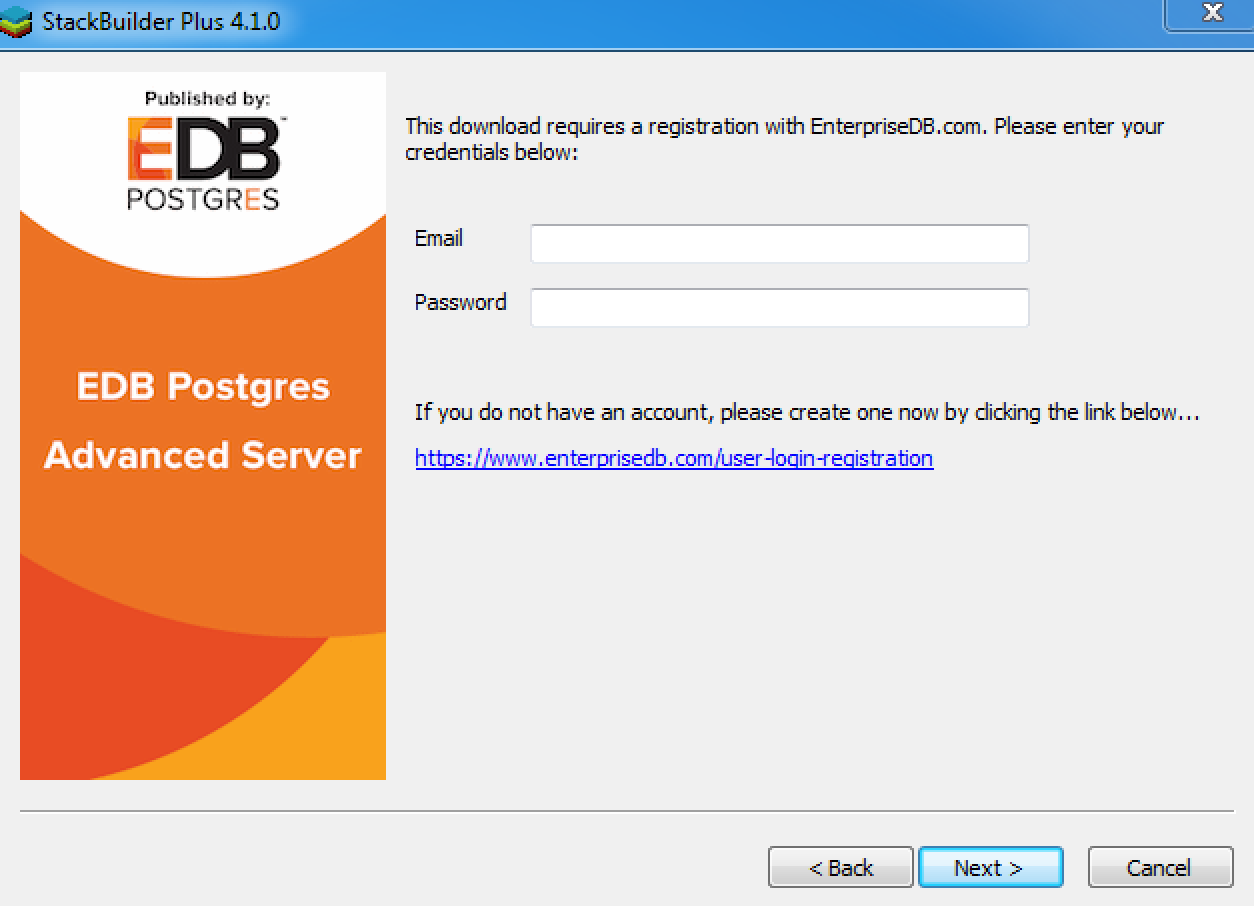 StackBuilder Plus 4.1.0
Published by:
EDB™
POSTGRES
EDB Postgres
Advanced Server
This download requires a registration with EnterpriseDB.com. Please enter your
credentials below:
Email
Password
If you do not have an account, please create one now by clicking the link below...
https://www.enterprisedb.com/user-login-registration
< Back
Next >
Cancel